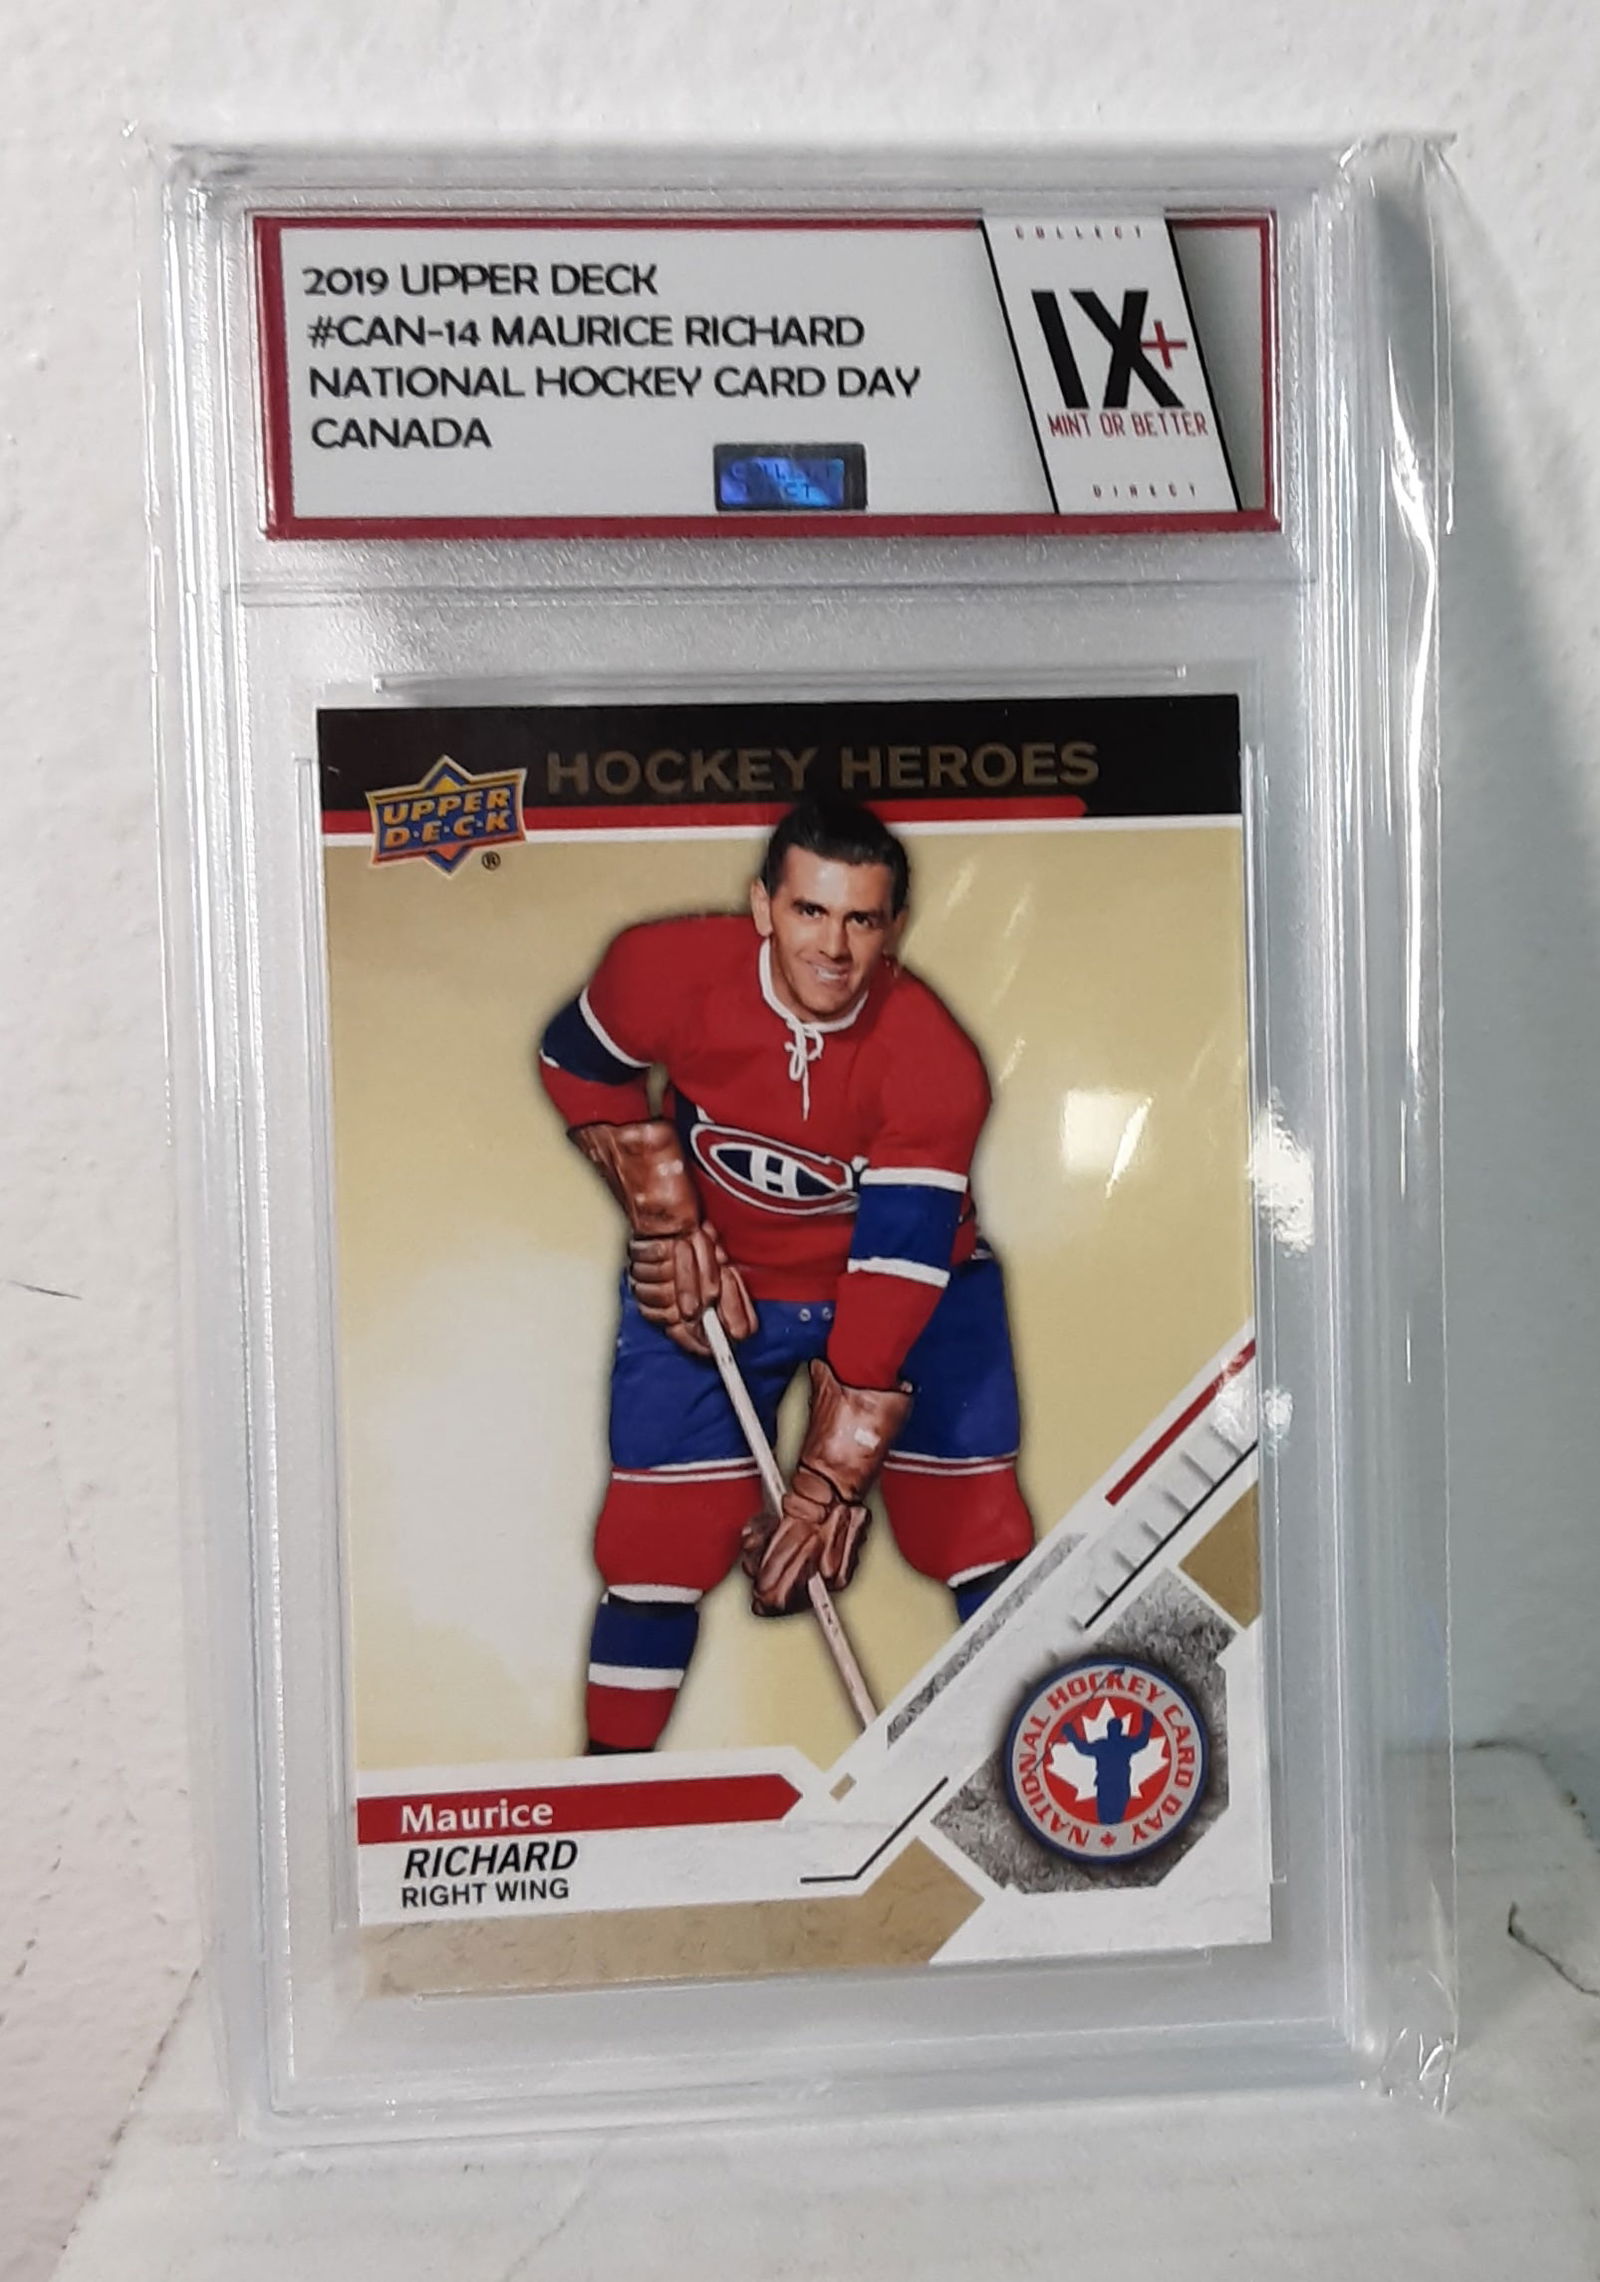 2019 UPPER DECK
#CAN-14 MAURICE RICHARD
NATIONAL HOCKEY CARD DAY
CANADA
COLLECT
IX+
MINT OR BETTER
DIRECT
HOCKEY HEROES
UPPER
D·E·C·K
®
H
Maurice
RICHARD
RIGHT WING
NATIONAL HOCKEY CARD DAY